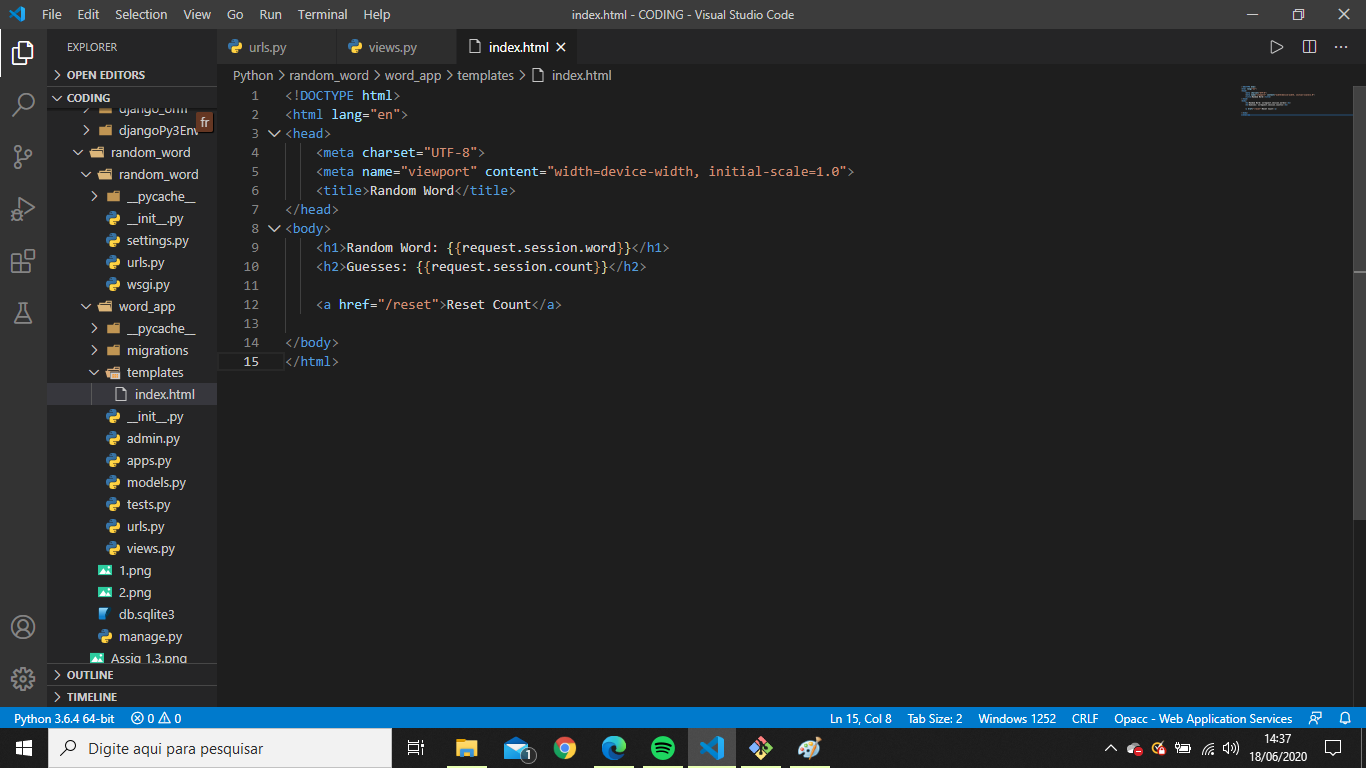 File Edit Selection View Go Run Terminal Help index.html - CODING - Visual Studio Code
EXPLORER
OPEN EDITORS
CODING
django_orm
djangoPy3Env
fr
random_word
random_word
__pycache__
__init__.py
settings.py
urls.py
wsgi.py
word_app
__pycache__
migrations
templates
index.html
__init__.py
admin.py
apps.py
models.py
tests.py
urls.py
views.py
1.png
2.png
db.sqlite3
manage.py
Assig 1.3.png
OUTLINE
TIMELINE
urls.py views.py index.html
Python > random_word > word_app > templates > index.html
1 <!DOCTYPE html>
2 <html lang="en">
3 <head>
4 <meta charset="UTF-8">
5 <meta name="viewport" content="width=device-width, initial-scale=1.0">
6 <title>Random Word</title>
7 </head>
8 <body>
9 <h1>Random Word: {{request.session.word}}</h1>
10 <h2>Guesses: {{request.session.count}}</h2>
11
12 <a href="/reset">Reset Count</a>
13
14 </body>
15 </html>
Python 3.6.4 64-bit 0 0 Ln 15, Col 8 Tab Size: 2 Windows 1252 CRLF Opacc - Web Application Services
Digite aqui para pesquisar
1
14:37
18/06/2020